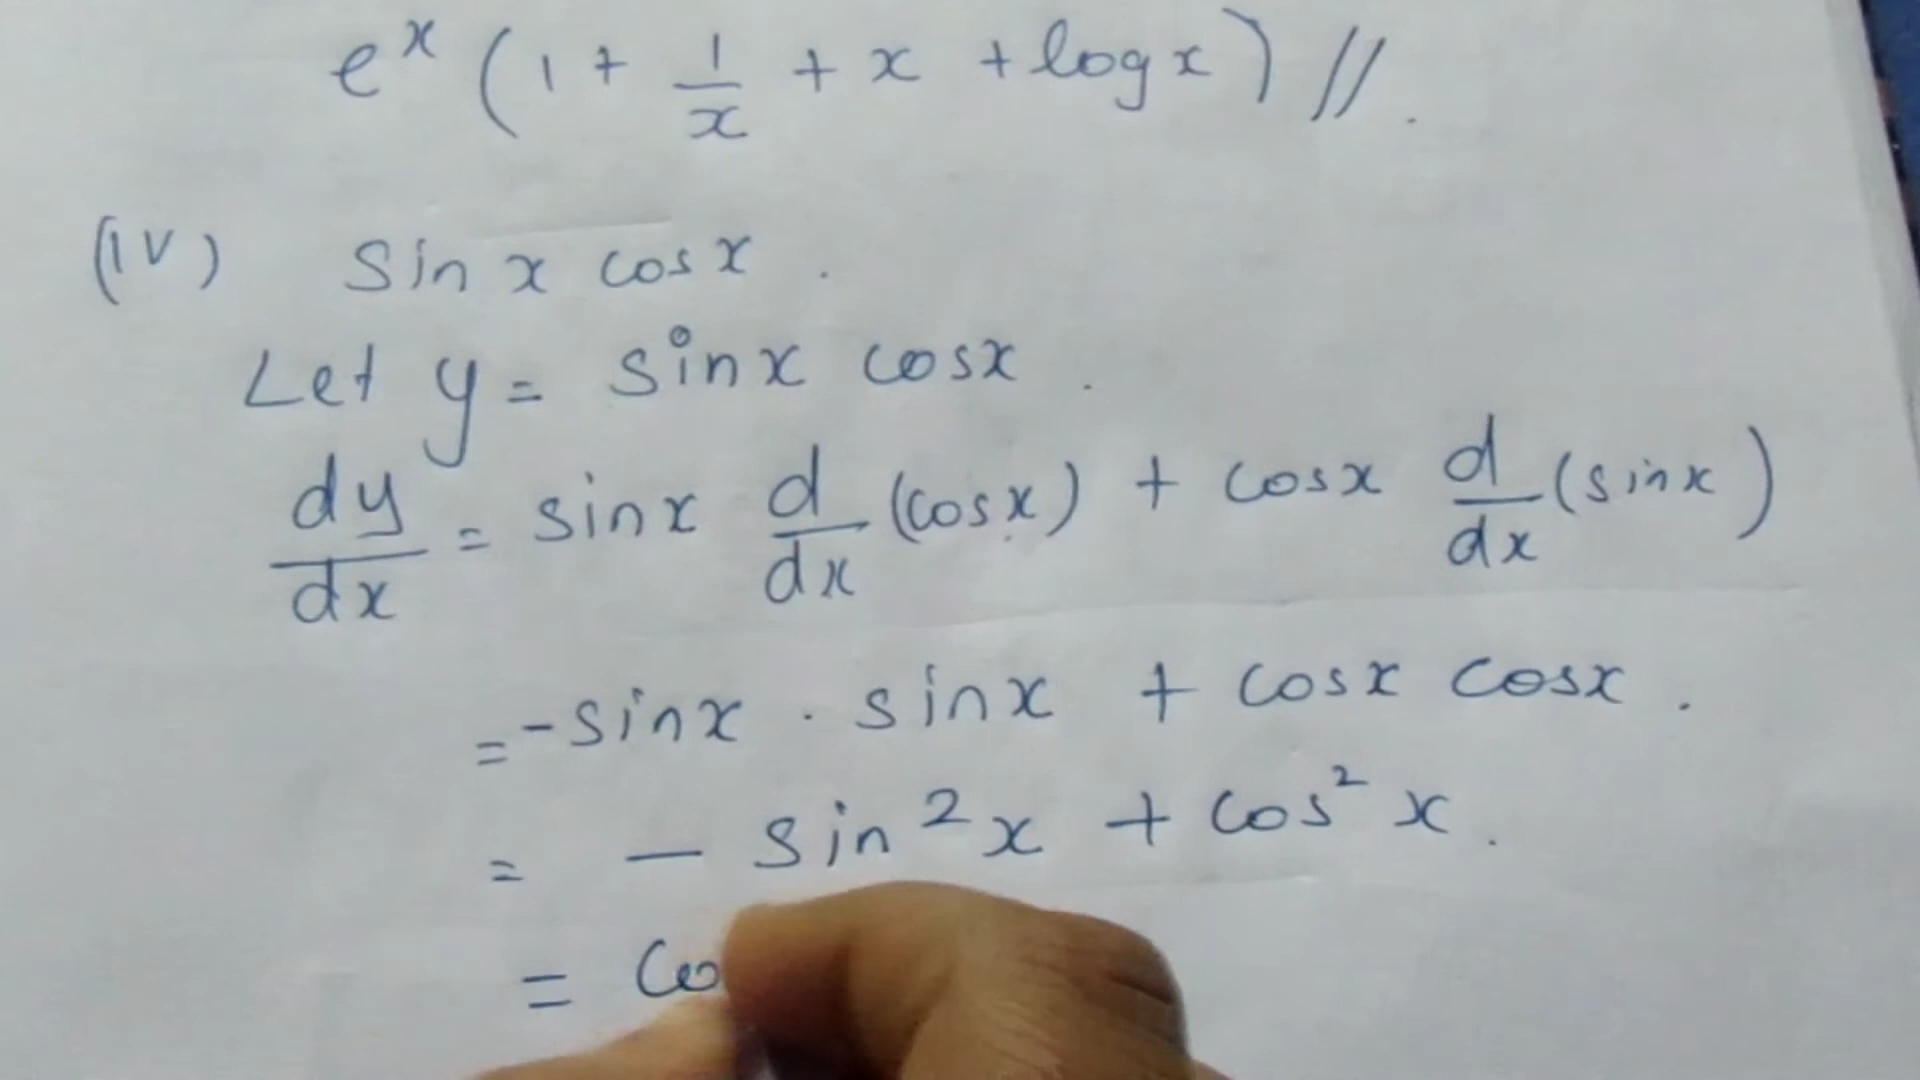 e^x (1 + 1/x + x + log x) //.
(iv) sin x cos x .
Let y = sin x cos x .
dy/dx = sin x d/dx (cos x) + cos x d/dx (sin x)
= - sin x . sin x + cos x cos x .
= - sin²x + cos² x .
= Co